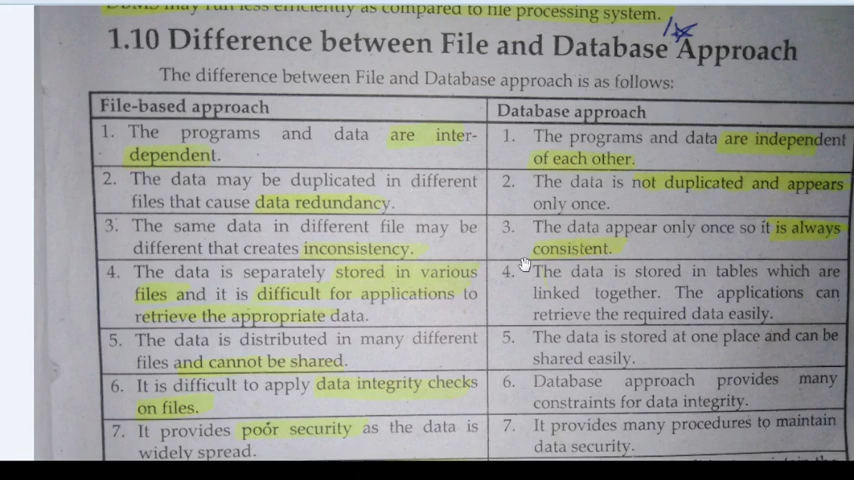 DBMS may run less efficiently as compared to file processing system.
1.10 Difference between File and Database Approach
The difference between File and Database approach is as follows:
File-based approach
1. The programs and data are inter-
dependent.
2. The data may be duplicated in different
files that cause data redundancy.
3. The same data in different file may be
different that creates inconsistency.
4. The data is separately stored in various
files and it is difficult for applications to
retrieve the appropriate data.
5. The data is distributed in many different
files and cannot be shared.
6. It is difficult to apply data integrity checks
on files.
7. It provides poor security as the data is
widely spread.
Database approach
1. The programs and data are independent
of each other.
2. The data is not duplicated and appears
only once.
3. The data appear only once so it is always
consistent.
4. The data is stored in tables which are
linked together. The applications can
retrieve the required data easily.
5. The data is stored at one place and can be
shared easily.
6. Database approach provides many
constraints for data integrity.
7. It provides many procedures to maintain
data security.